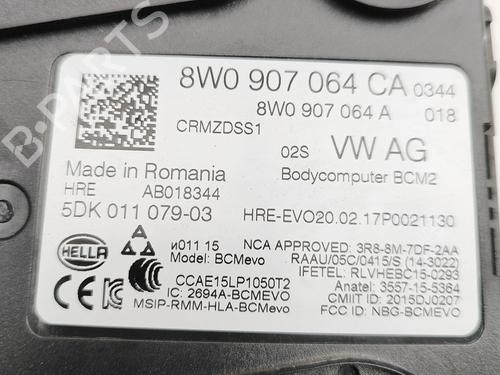 8W0 907 064 CA 0344
8W0 907 064 A 018
CRMZDSS1
02S VW AG
Made in Romania Bodycomputer BCM2
HRE AB018344
5DK 011 079-03 HRE-EVO20.02.17P0021130
A
HELLA
и011 15 NCA APPROVED: 3R8-8M-7DF-2AA
Model: BCMevo RAAU/05C/0415/S (14-3022)
IFETEL: RLVHEBC15-0293
CCAE15LP1050T2 Anatel: 3557-15-5364
IC: 2694A-BCMEVO CMIIT ID: 2015DJ0207
MSIP-RMM-HLA-BCMevo FCC ID: NBG-BCMEVO
B-Parts